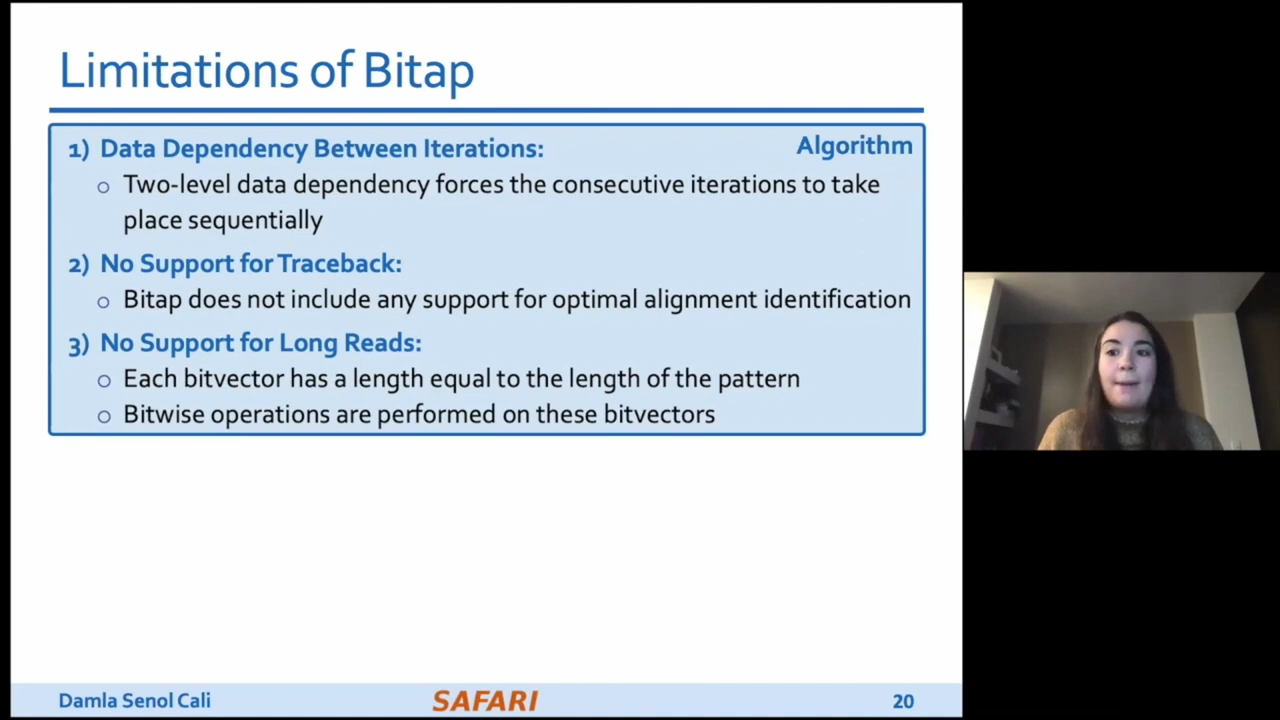 Limitations of Bitap
1) Data Dependency Between Iterations:
Algorithm
○ Two-level data dependency forces the consecutive iterations to take
place sequentially
2) No Support for Traceback:
○ Bitap does not include any support for optimal alignment identification
3) No Support for Long Reads:
○ Each bitvector has a length equal to the length of the pattern
○ Bitwise operations are performed on these bitvectors
Damla Senol Cali
SAFARI
20